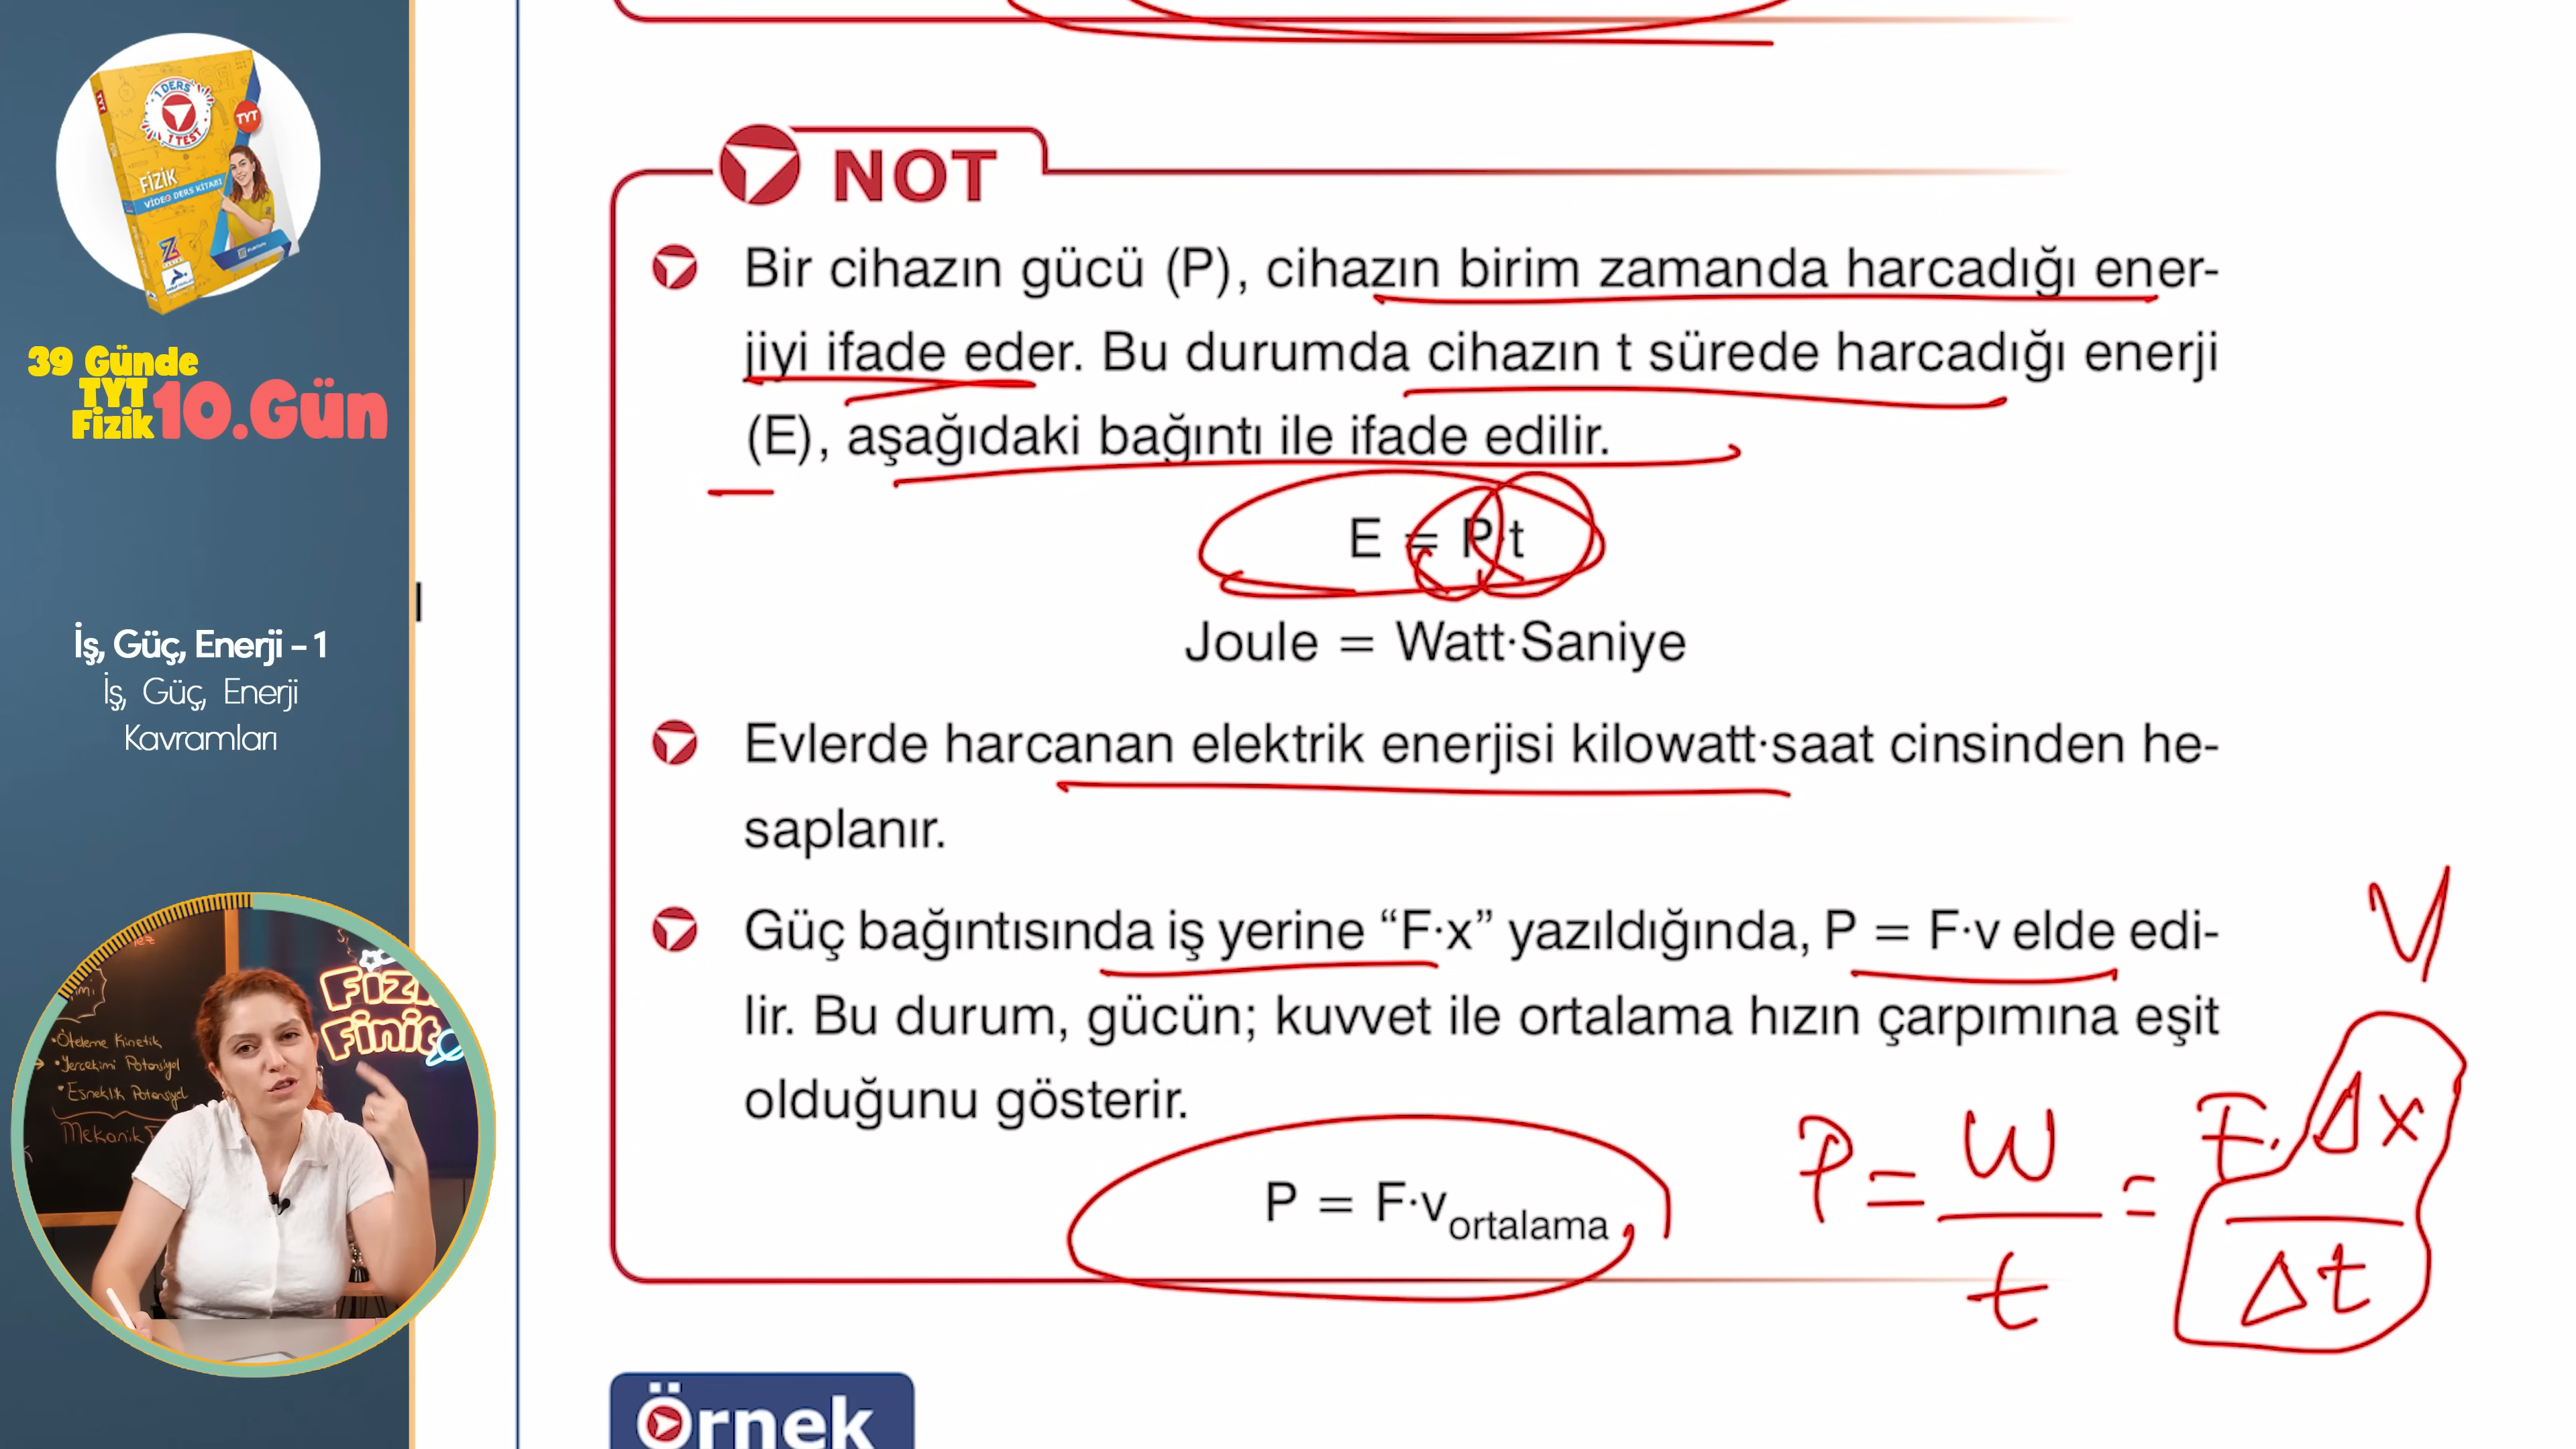 1 DERS
1 TEST
TYT
TYT
FİZİK
VİDEO DERS KİTABI
39 Günde
TYT
Fizik
10.Gün
İş, Güç, Enerji – 1
İş, Güç, Enerji
Kavramları
•Öteleme Kinetik
•Yerçekimi Potansiyel
•Esneklik Potansiyel
Mekanik
Fizik
Finito
NOT
Bir cihazın gücü (P), cihazın birim zamanda harcadığı ener-
jiyi ifade eder. Bu durumda cihazın t sürede harcadığı enerji
(E), aşağıdaki bağıntı ile ifade edilir.
E = P·t
Joule = Watt·Saniye
Evlerde harcanan elektrik enerjisi kilowatt·saat cinsinden he-
saplanır.
Güç bağıntısında iş yerine “F·x” yazıldığında, P = F·v elde edi-
lir. Bu durum, gücün; kuvvet ile ortalama hızın çarpımına eşit
olduğunu gösterir.
P = F·vortalama
V
P = W / t = F. Δx / Δt
Örnek